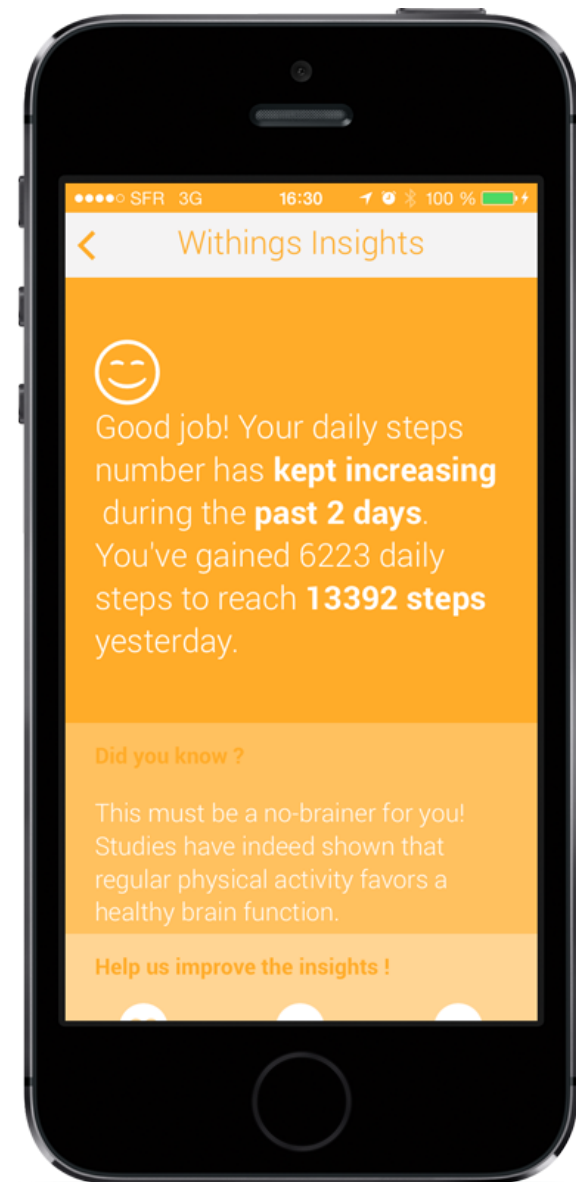 SFR 3G 16:30 100 %
Withings Insights
Good job! Your daily steps
number has kept increasing
during the past 2 days.
You've gained 6223 daily
steps to reach 13392 steps
yesterday.
Did you know ?
This must be a no-brainer for you!
Studies have indeed shown that
regular physical activity favors a
healthy brain function.
Help us improve the insights !